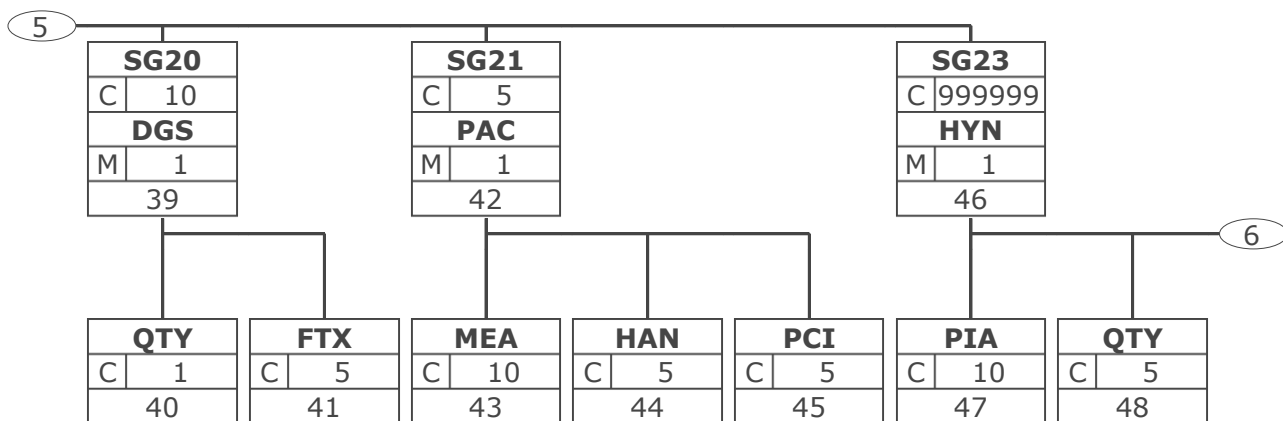 5
SG20 SG21 SG23
C 10 C 5 C 999999
DGS PAC HYN
M 1 M 1 M 1
39 42 46
6
QTY FTX MEA HAN PCI PIA QTY
C 1 C 5 C 10 C 5 C 5 C 10 C 5
40 41 43 44 45 47 48